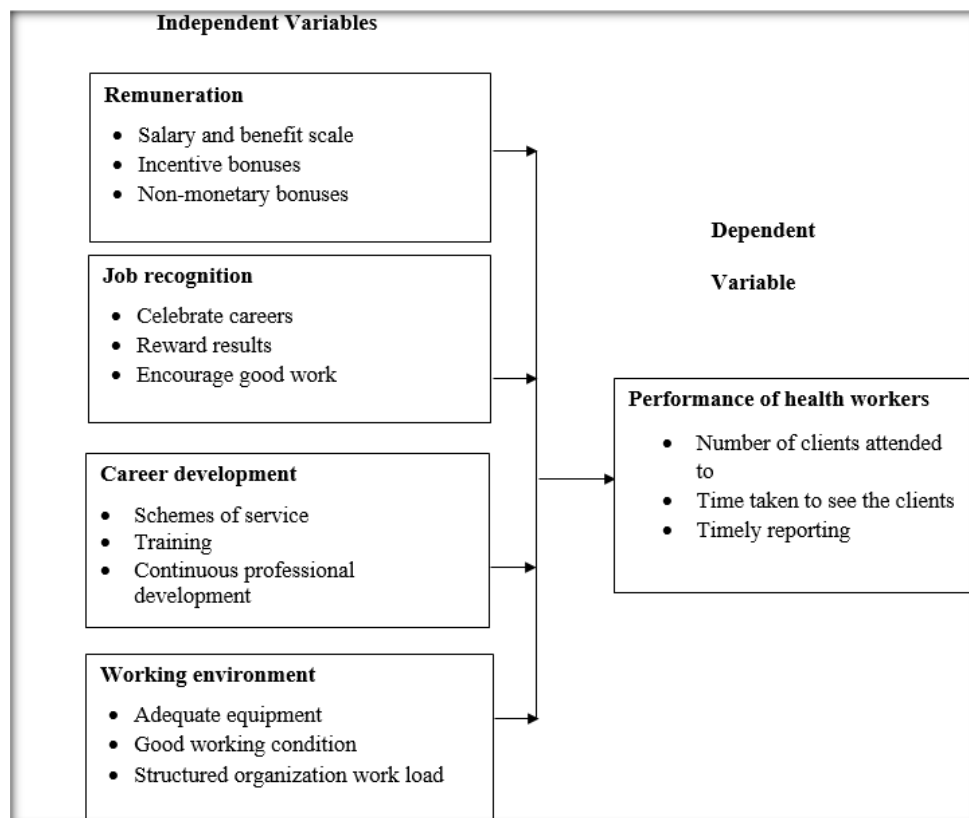 Independent Variables
Remuneration
• Salary and benefit scale
• Incentive bonuses
• Non-monetary bonuses
Job recognition
• Celebrate careers
• Reward results
• Encourage good work
Career development
• Schemes of service
• Training
• Continuous professional
development
Working environment
• Adequate equipment
• Good working condition
• Structured organization work load
Dependent
Variable
Performance of health workers
• Number of clients attended
to
• Time taken to see the clients
• Timely reporting